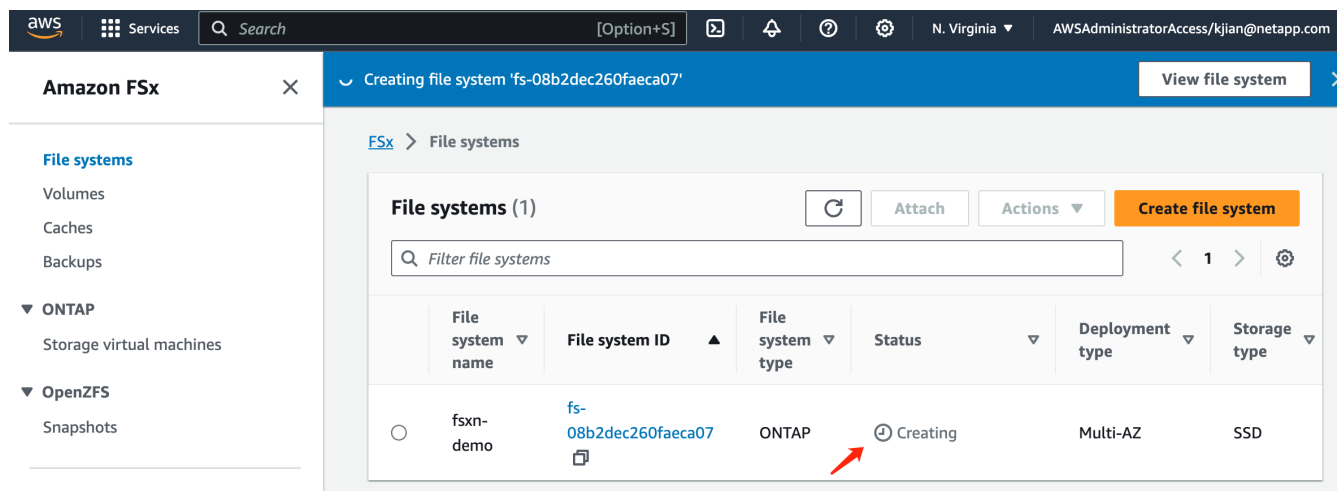 aws
Services
Search
[Option+S]
N. Virginia
AWSAdministratorAccess/kjian@netapp.com
Amazon FSx
Creating file system 'fs-08b2dec260faeca07'
View file system
File systems
Volumes
Caches
Backups
ONTAP
Storage virtual machines
OpenZFS
Snapshots
FSx
File systems
File systems (1)
Attach
Actions
Create file system
Filter file systems
1
File
system
name
File system ID
File
system
type
Status
Deployment
type
Storage
type
fsxn-
demo
fs-
08b2dec260faeca07
ONTAP
Creating
Multi-AZ
SSD